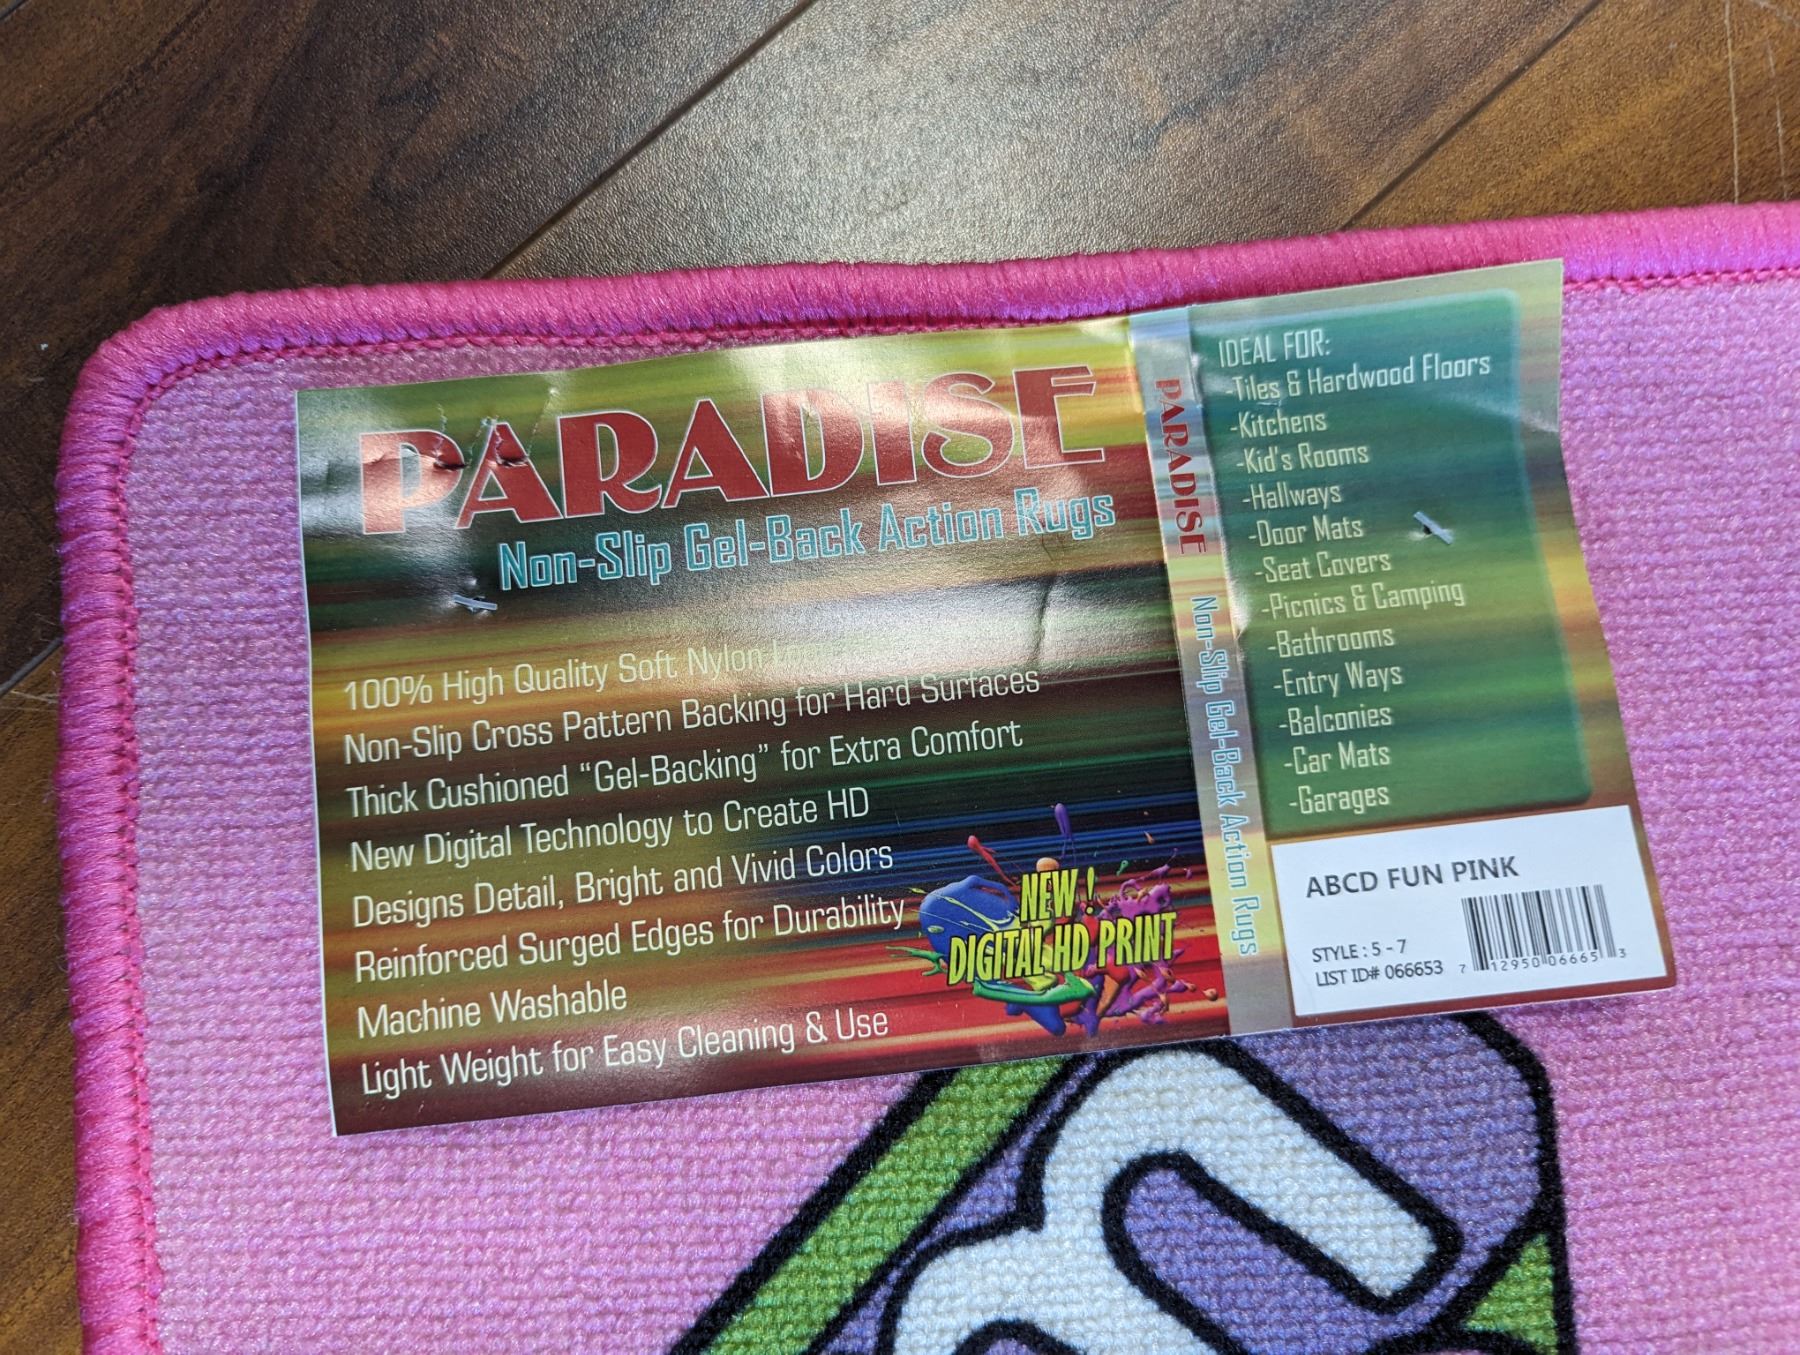 PARADISE
Non-Slip Gel-Back Action Rugs
100% High Quality Soft Nylon
Non-Slip Cross Pattern Backing for Hard Surfaces
Thick Cushioned “Gel-Backing” for Extra Comfort
New Digital Technology to Create HD
Designs Detail, Bright and Vivid Colors
Reinforced Surged Edges for Durability
Machine Washable
Light Weight for Easy Cleaning & Use
NEW!
DIGITAL HD PRINT
PARADISE Non-Slip Gel-Back Action Rugs
IDEAL FOR:
-Tiles & Hardwood Floors
-Kitchens
-Kid's Rooms
-Hallways
-Door Mats
-Seat Covers
-Picnics & Camping
-Bathrooms
-Entry Ways
-Balconies
-Car Mats
-Garages
ABCD FUN PINK
STYLE : 5 - 7
LIST ID# 066653
7 12950 06665 3